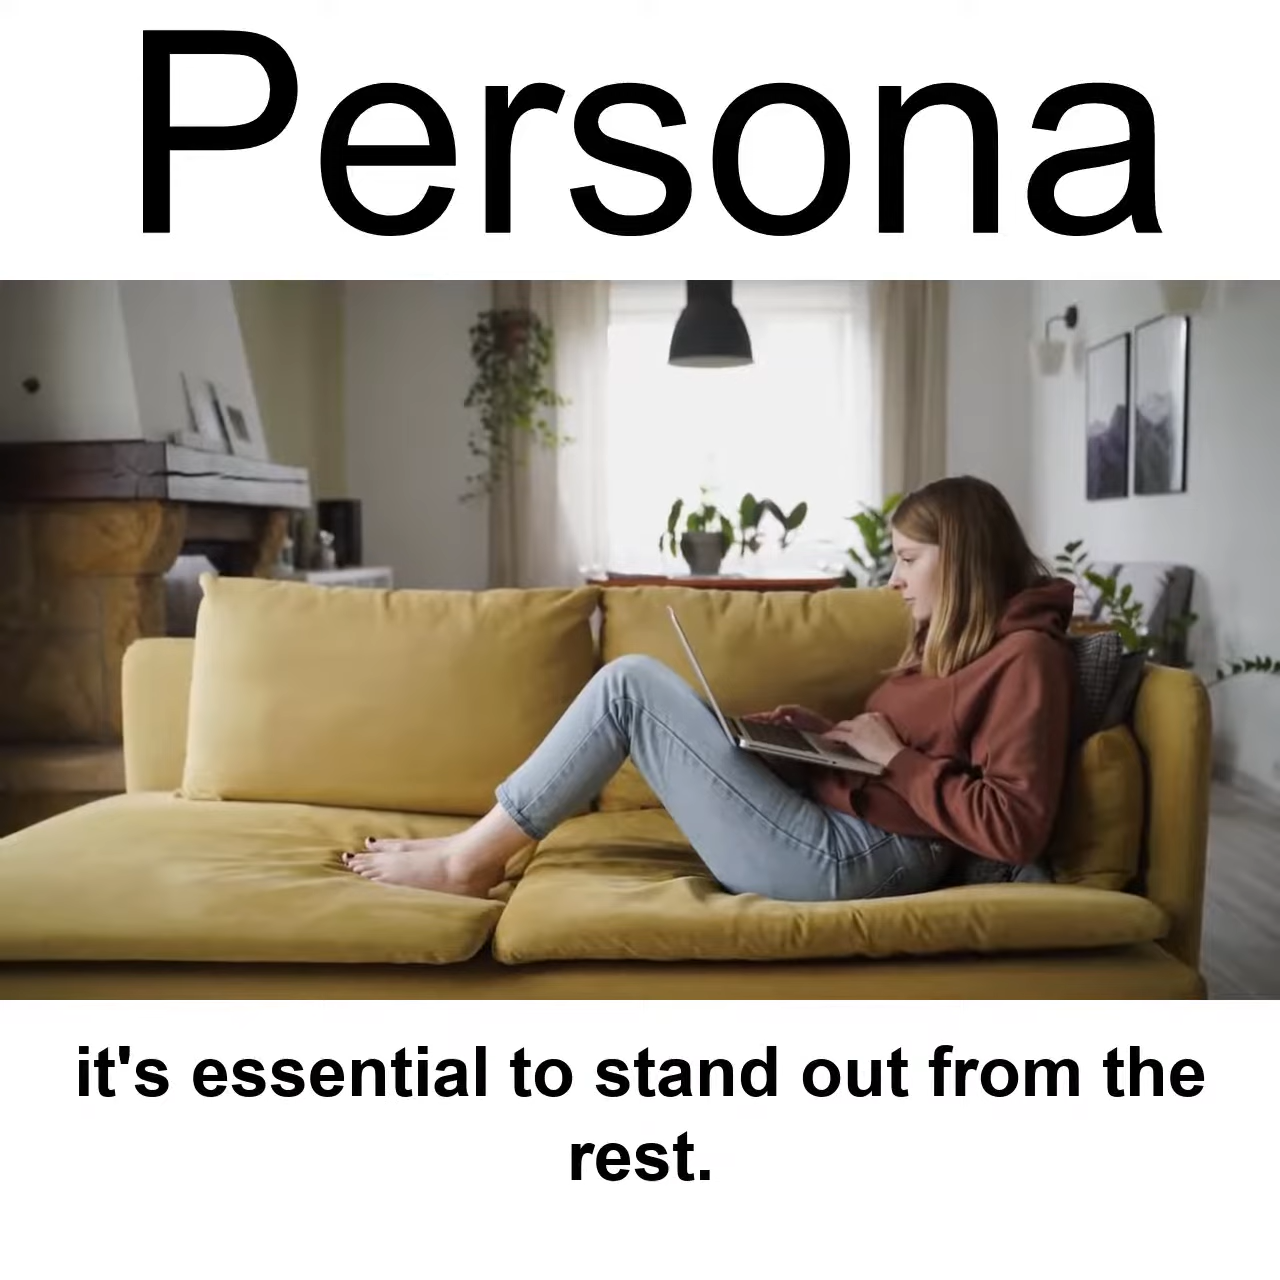 Persona
it's essential to stand out from the
rest.